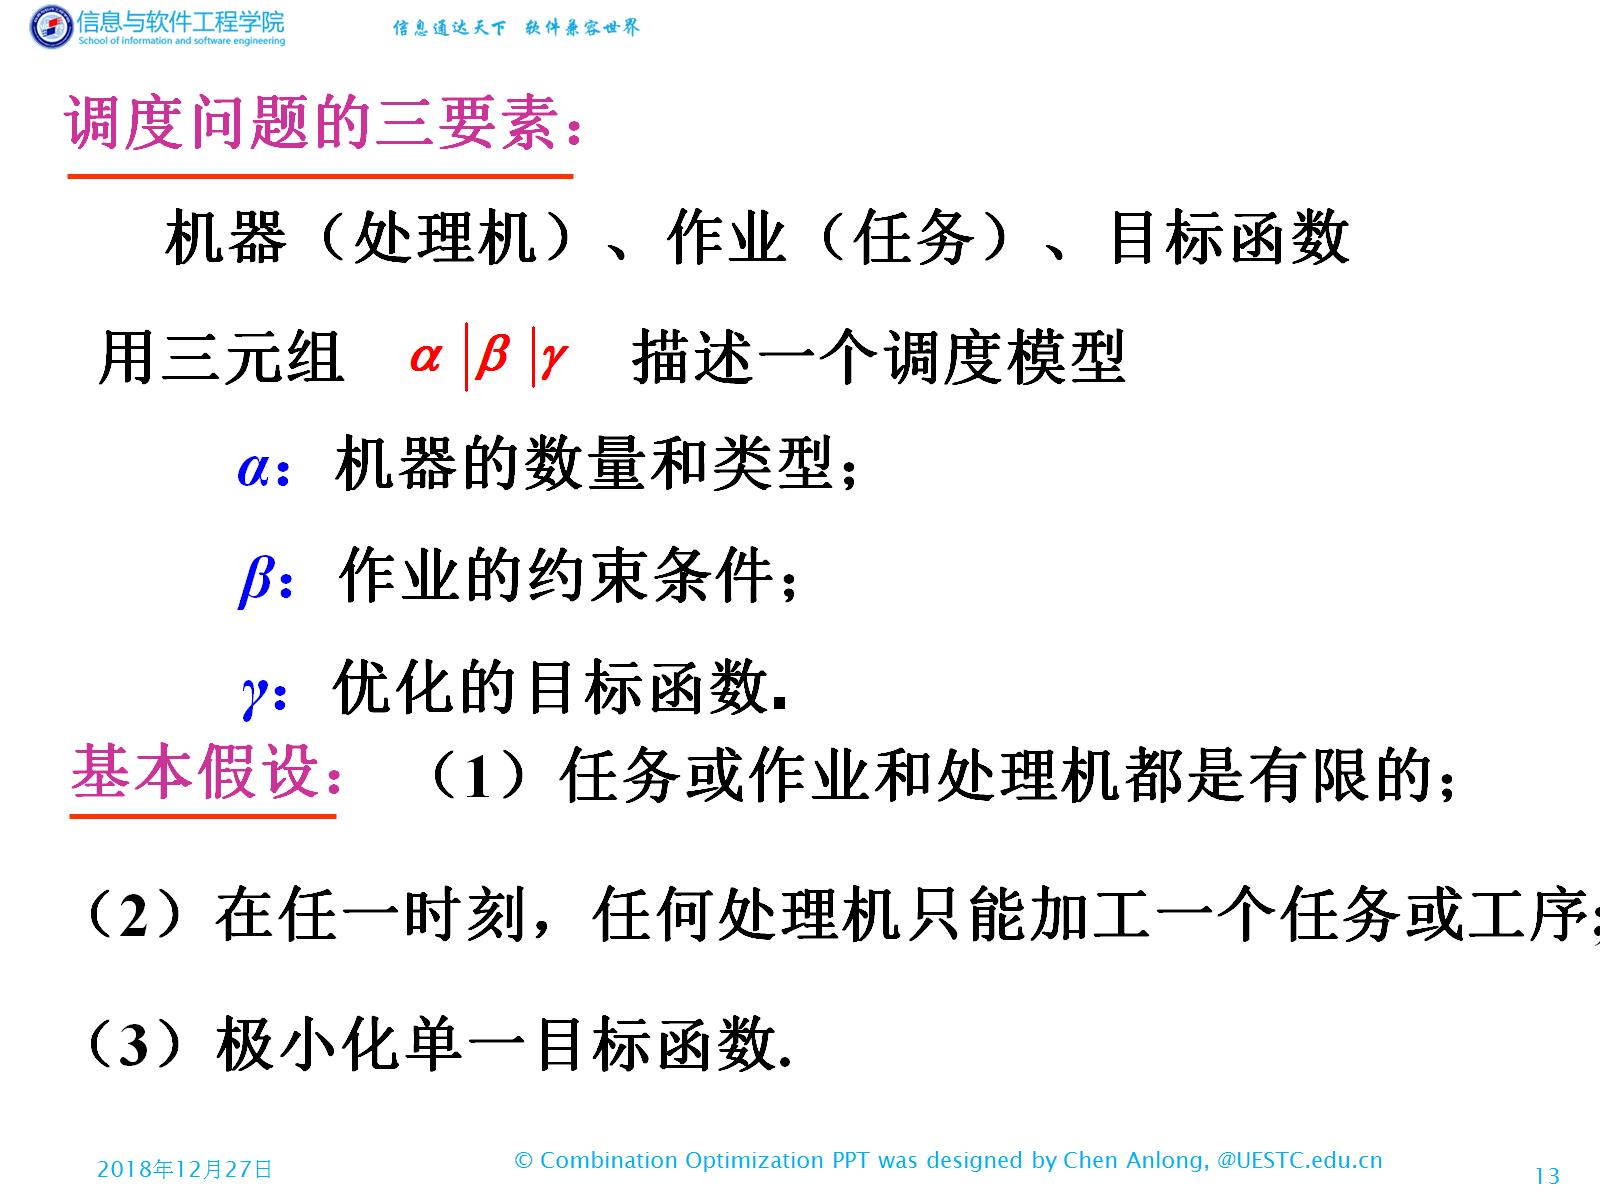 信息与软件工程学院
School of information and software engineering
信息通达天下 软件兼容世界
调度问题的三要素：
机器（处理机）、作业（任务）、目标函数
用三元组 α|β|γ 描述一个调度模型
α：机器的数量和类型；
β：作业的约束条件；
γ：优化的目标函数.
基本假设：（1）任务或作业和处理机都是有限的；
（2）在任一时刻，任何处理机只能加工一个任务或工序；
（3）极小化单一目标函数.
2018年12月27日
© Combination Optimization PPT was designed by Chen Anlong, @UESTC.edu.cn
13